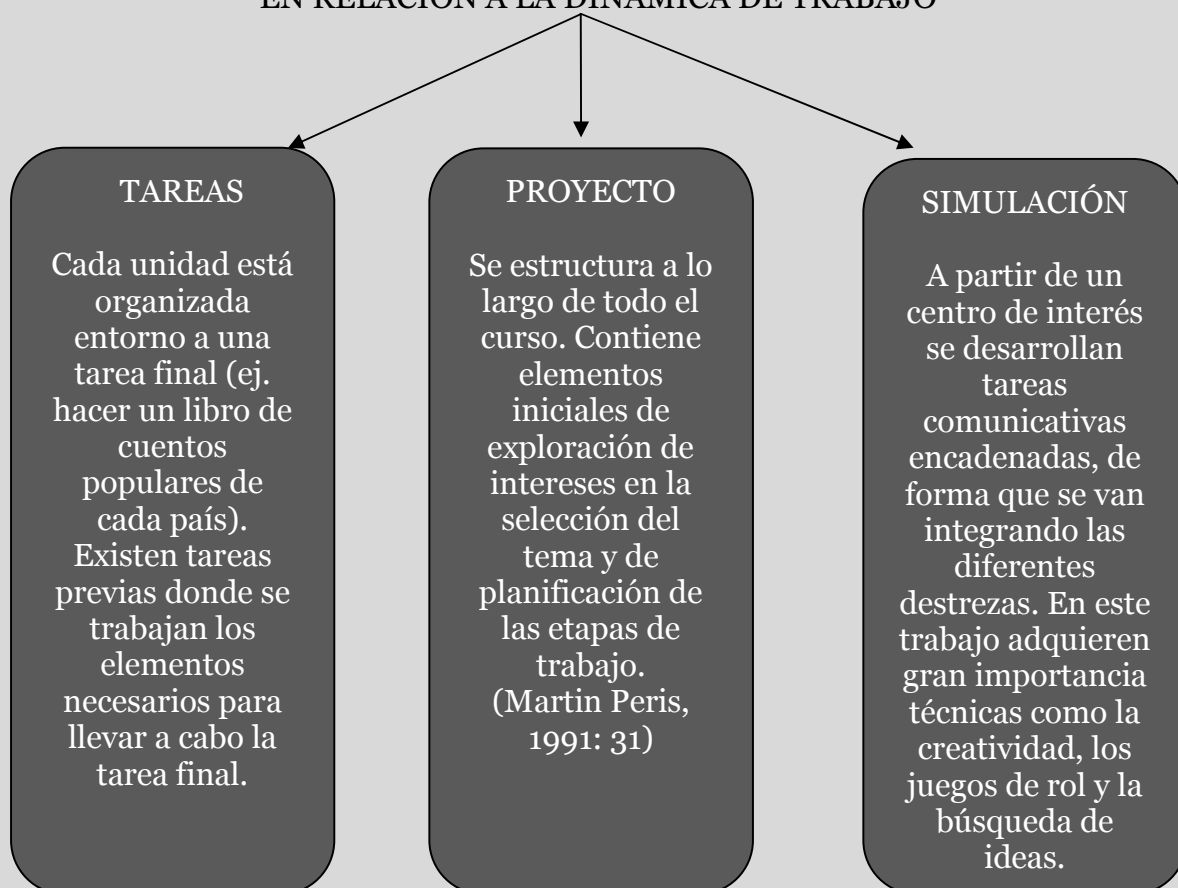 EN RELACIÓN A LA DINÁMICA DE TRABAJO
TAREAS
Cada unidad está
organizada
entorno a una
tarea final (ej.
hacer un libro de
cuentos
populares de
cada país).
Existen tareas
previas donde se
trabajan los
elementos
necesarios para
llevar a cabo la
tarea final.
PROYECTO
Se estructura a lo
largo de todo el
curso. Contiene
elementos
iniciales de
exploración de
intereses en la
selección del
tema y de
planificación de
las etapas de
trabajo.
(Martin Peris,
1991: 31)
SIMULACIÓN
A partir de un
centro de interés
se desarrollan
tareas
comunicativas
encadenadas, de
forma que se van
integrando las
diferentes
destrezas. En este
trabajo adquieren
gran importancia
técnicas como la
creatividad, los
juegos de rol y la
búsqueda de
ideas.